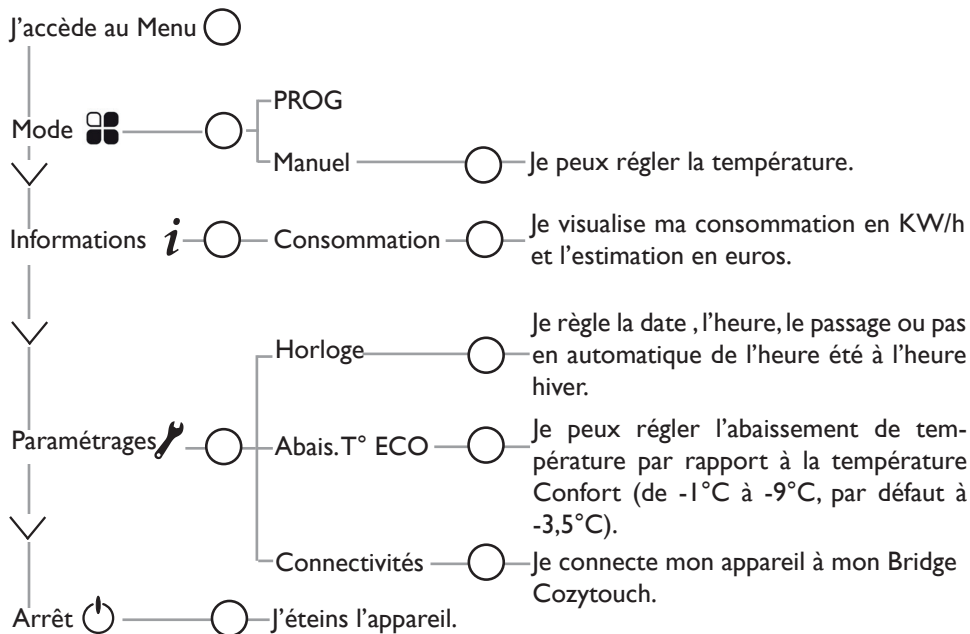 J'accède au Menu
Mode
PROG
Manuel
Je peux régler la température.
Informations
i
Consommation
Je visualise ma consommation en KW/h
et l'estimation en euros.
Paramétrages
Horloge
Je règle la date , l'heure, le passage ou pas
en automatique de l'heure été à l'heure
hiver.
Abais.T° ECO
Je peux régler l'abaissement de tem-
pérature par rapport à la température
Confort (de -1°C à -9°C, par défaut à
-3,5°C).
Connectivités
Je connecte mon appareil à mon Bridge
Cozytouch.
Arrêt
J'éteins l'appareil.